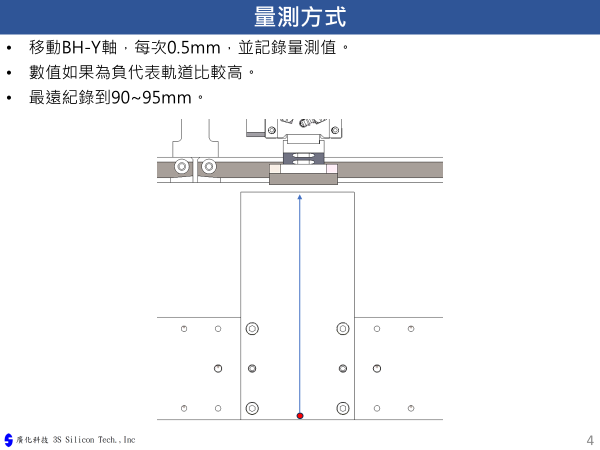 量測方式
• 移動BH-Y軸，每次0.5mm，並記錄量測值。
• 數值如果為負代表軌道比較高。
• 最遠紀錄到90~95mm。
廣化科技 3S Silicon Tech., Inc
4